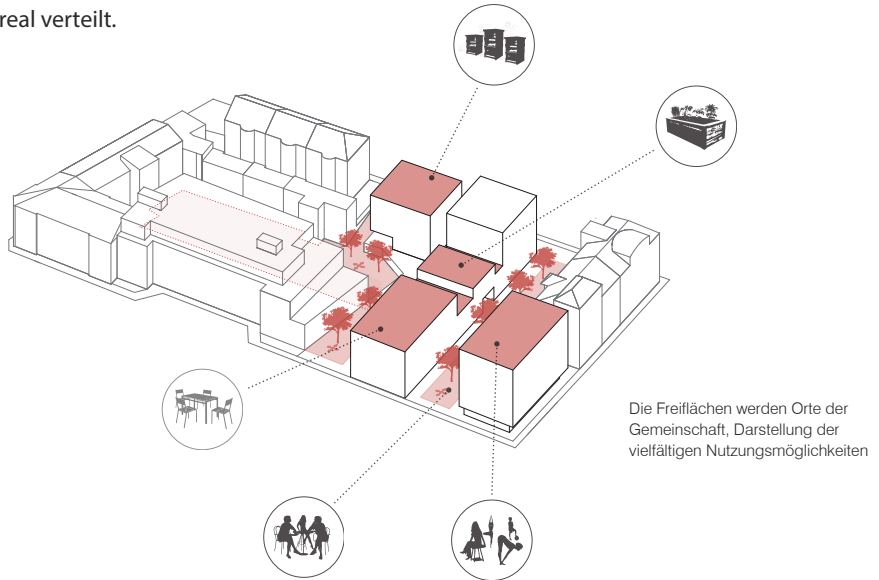 real verteilt.
Die Freiflächen werden Orte der
Gemeinschaft, Darstellung der
vielfältigen Nutzungsmöglichkeiten